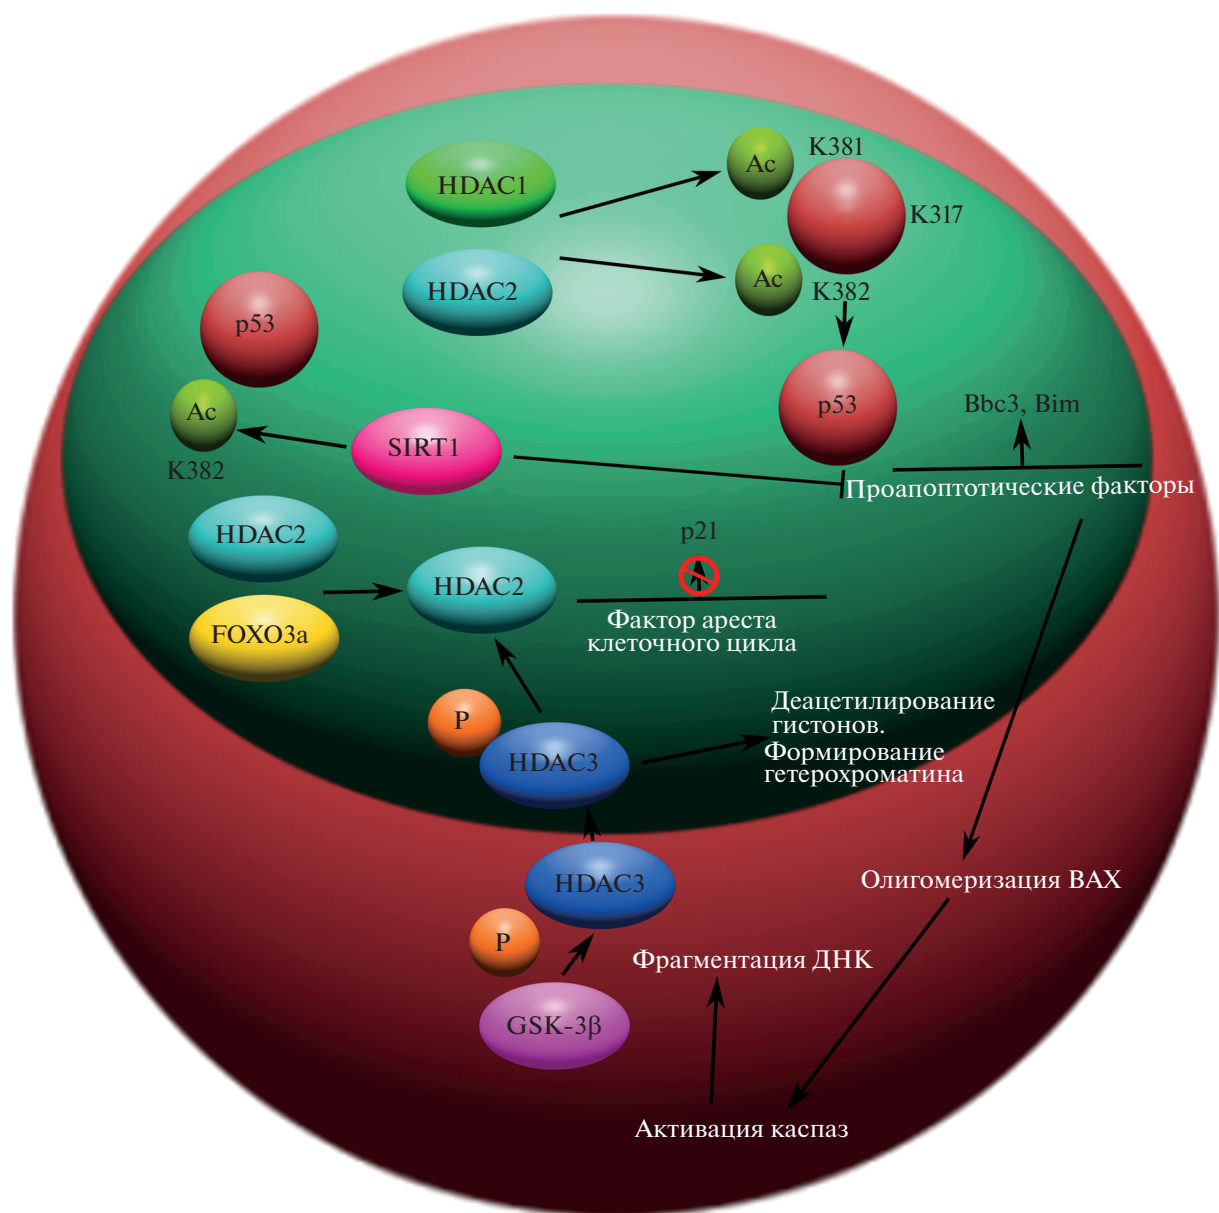 HDAC1
Ac
K381
K317
HDAC2
Ac
K382
p53
Ac
K382
SIRT1
p53
Bbc3, Bim
Проапоптотические факторы
HDAC2
FOXO3a
HDAC2
p21
Фактор ареста
клеточного цикла
P
HDAC3
Деацетилирование
гистонов.
Формирование
гетерохроматина
HDAC3
P
GSK-3β
Олигомеризация BAX
Фрагментация ДНК
Активация каспаз